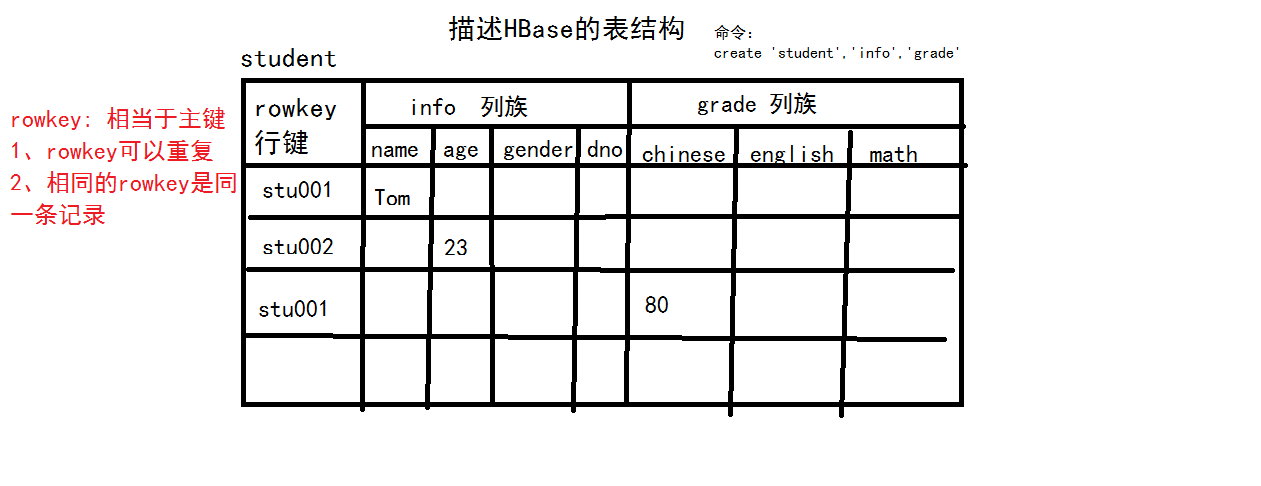 描述HBase的表结构
命令:
create 'student','info','grade'
student
rowkey: 相当于主键
1、rowkey可以重复
2、相同的rowkey是同
一条记录
rowkey
行键
info 列族
grade 列族
name age gender dno chinese english math
stu001 Tom
stu002 23
stu001 80